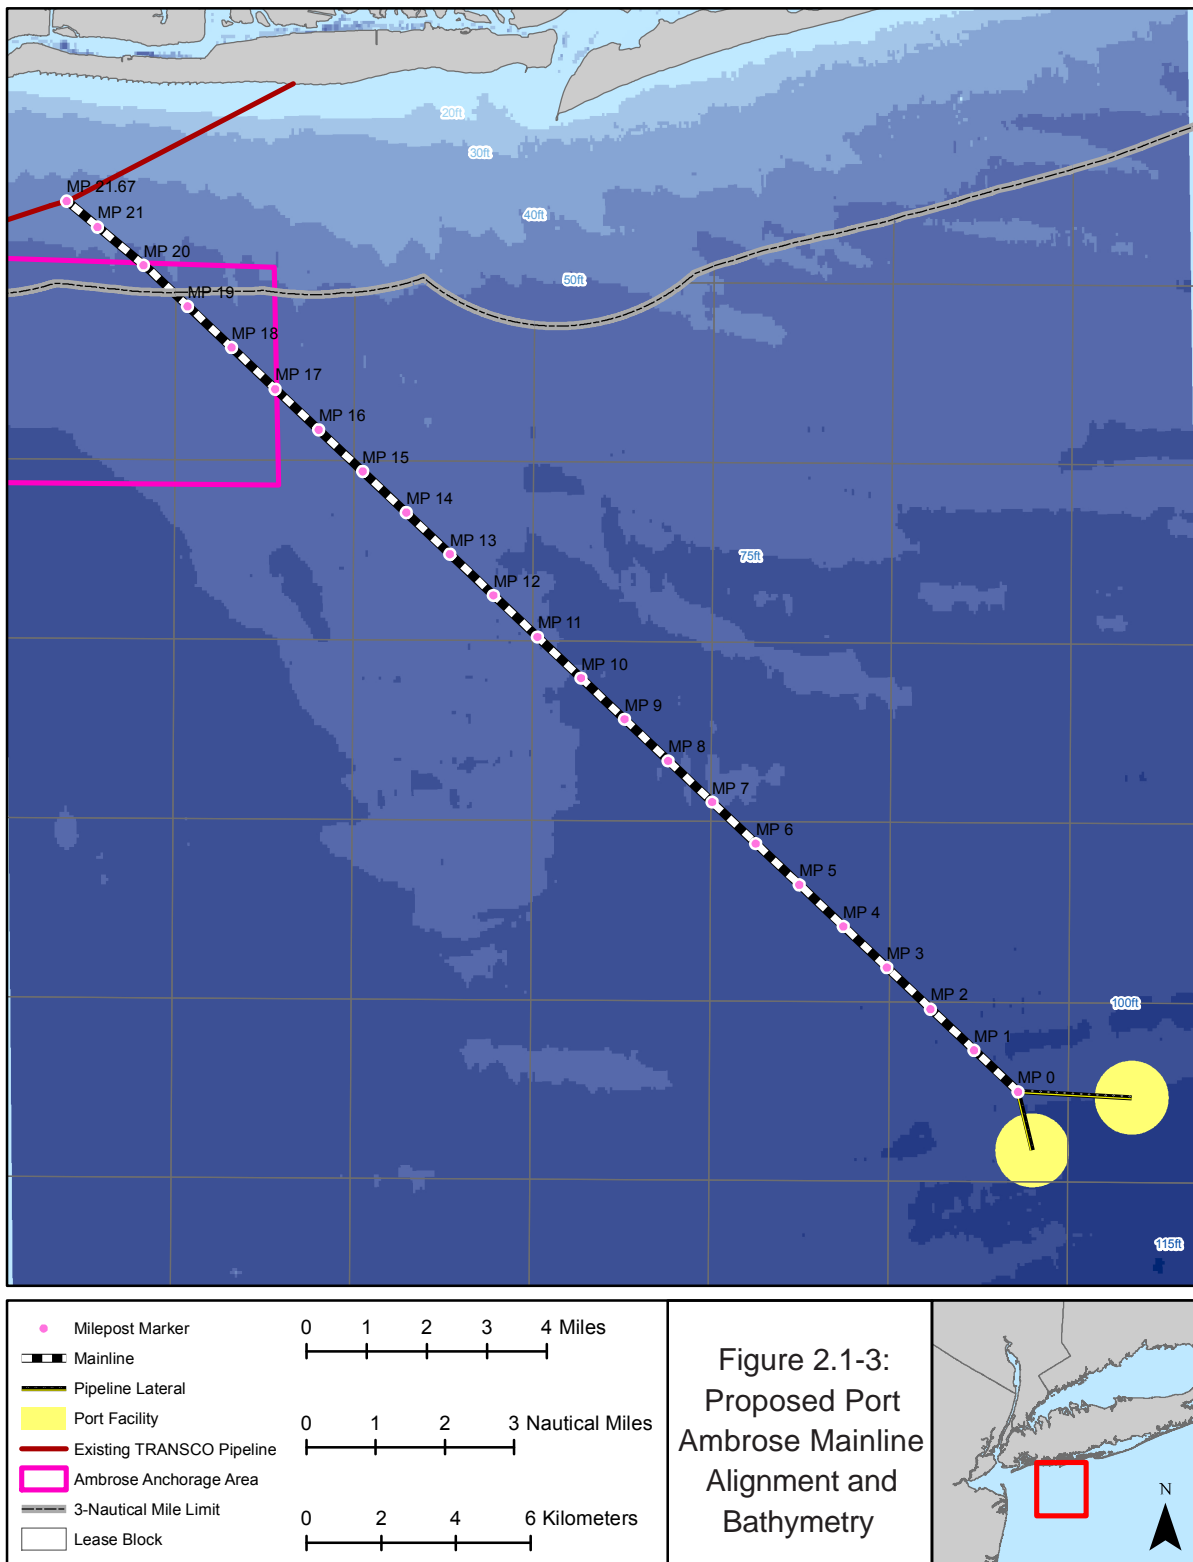 20ft
30ft
MP 21.67
MP 21
40ft
MP 20
50ft
MP 19
MP 18
MP 17
MP 16
MP 15
MP 14
MP 13
75ft
MP 12
MP 11
MP 10
MP 9
MP 8
MP 7
MP 6
MP 5
MP 4
MP 3
MP 2
100ft
MP 1
MP 0
115ft
Milepost Marker
Mainline
Pipeline Lateral
Port Facility
Existing TRANSCO Pipeline
Ambrose Anchorage Area
3-Nautical Mile Limit
Lease Block
0 1 2 3 4 Miles
0 1 2 3 Nautical Miles
0 2 4 6 Kilometers
Figure 2.1-3:
Proposed Port
Ambrose Mainline
Alignment and
Bathymetry
N